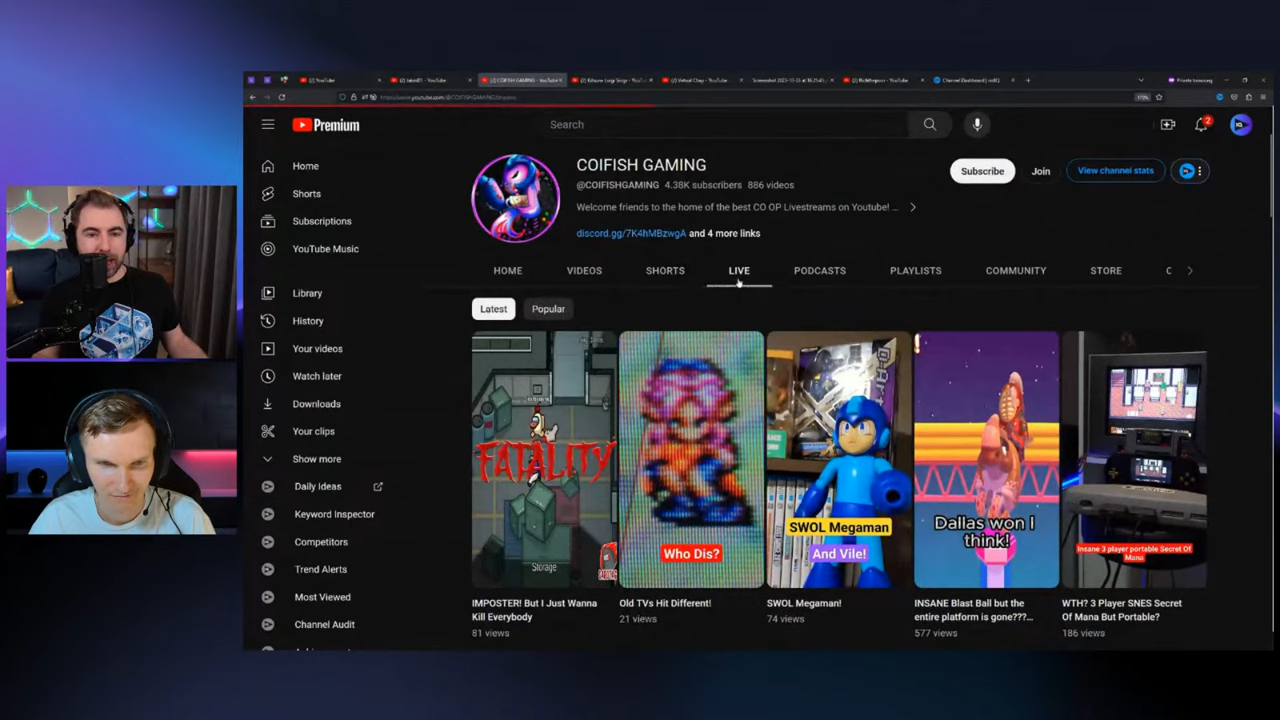 Premium
Search
2
COIFISH GAMING
@COIFISHGAMING 4.38K subscribers 886 videos
Welcome friends to the home of the best CO OP Livestreams on Youtube! ...
discord.gg/7K4hMBzwgA and 4 more links
Subscribe
Join
View channel stats
Home
Shorts
Subscriptions
YouTube Music
Library
History
Your videos
Watch later
Downloads
Your clips
Show more
Daily Ideas
Keyword Inspector
Competitors
Trend Alerts
Most Viewed
Channel Audit
HOME VIDEOS SHORTS LIVE PODCASTS PLAYLISTS COMMUNITY STORE C
Latest
Popular
FATALITY
Storage
Who Dis?
SWOL Megaman
And Vile!
Dallas won I
think!
Insane 3 player portable Secret Of
Mana
IMPOSTER! But I Just Wanna
Kill Everybody
81 views
Old TVs Hit Different!
21 views
SWOL Megaman!
74 views
INSANE Blast Ball but the
entire platform is gone???...
577 views
WTH? 3 Player SNES Secret
Of Mana But Portable?
186 views